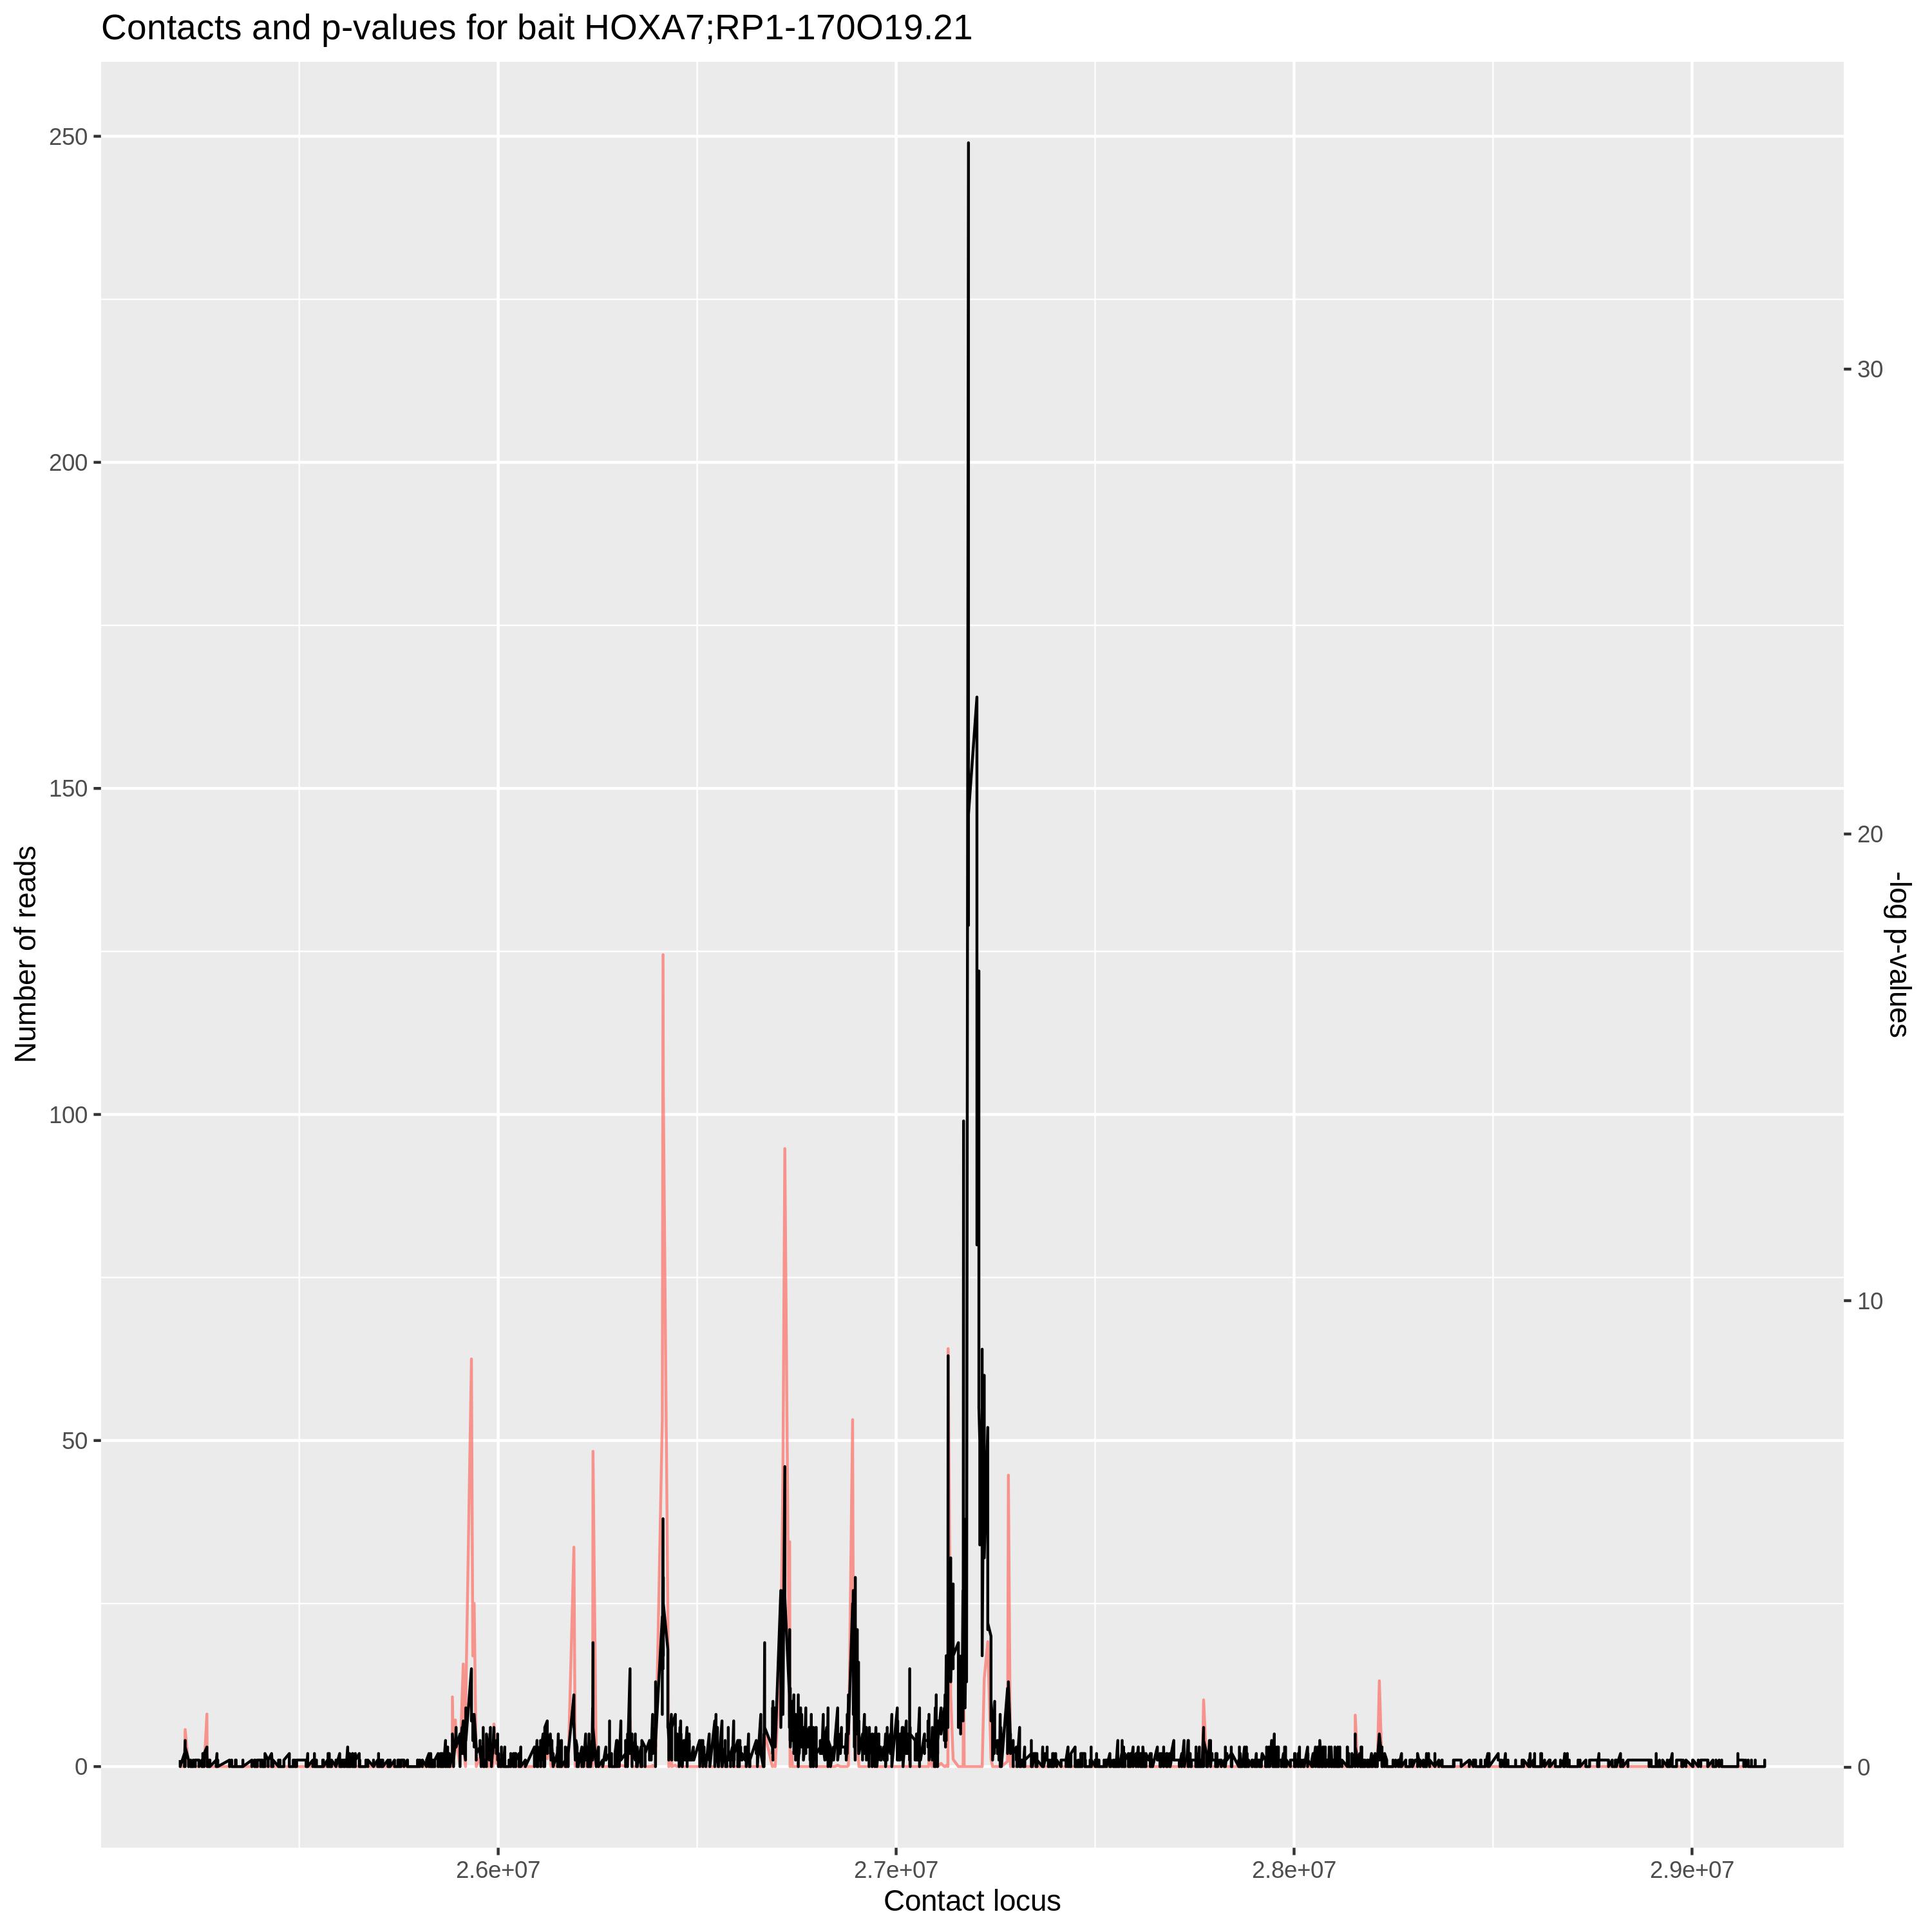 Contacts and p-values for bait HOXA7;RP1-170O19.21
250
200
150
100
50
0
Number of reads
30
20
10
0
-log p-values
2.6e+07
2.7e+07
2.8e+07
2.9e+07
Contact locus